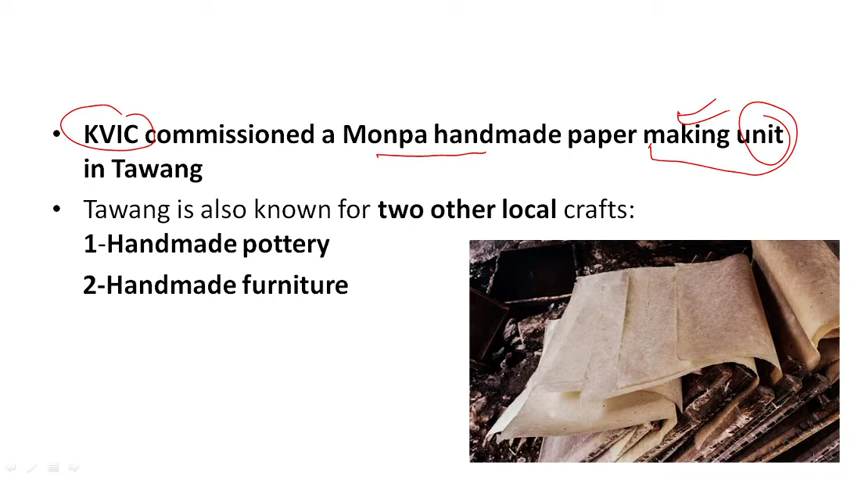 • KVIC commissioned a Monpa handmade paper making unit
in Tawang
• Tawang is also known for two other local crafts:
1-Handmade pottery
2-Handmade furniture